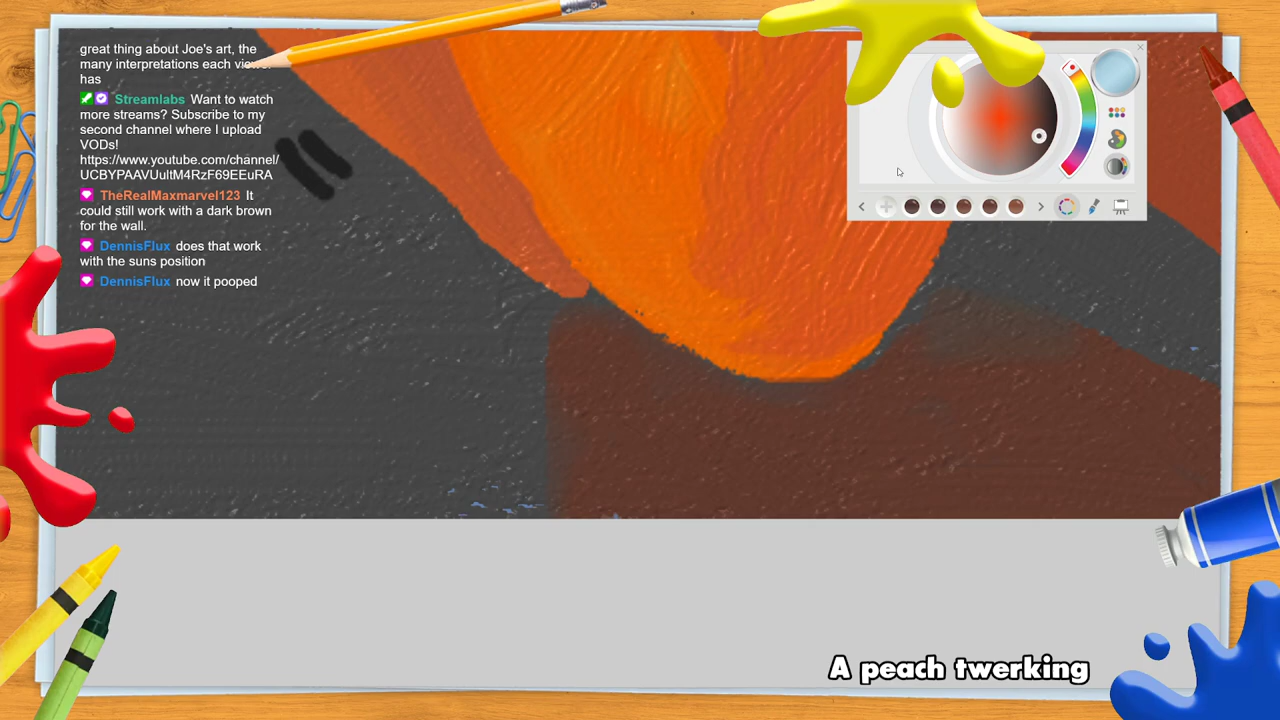 great thing about Joe's art, the
many interpretations each viewer
has
Streamlabs Want to watch
more streams? Subscribe to my
second channel where I upload
VODs!
https://www.youtube.com/channel/
UCBYPAAVUultM4RzF69EEuRA
TheRealMaxmarvel123 It
could still work with a dark brown
for the wall.
DennisFlux does that work
with the suns position
DennisFlux now it pooped
A peach twerking